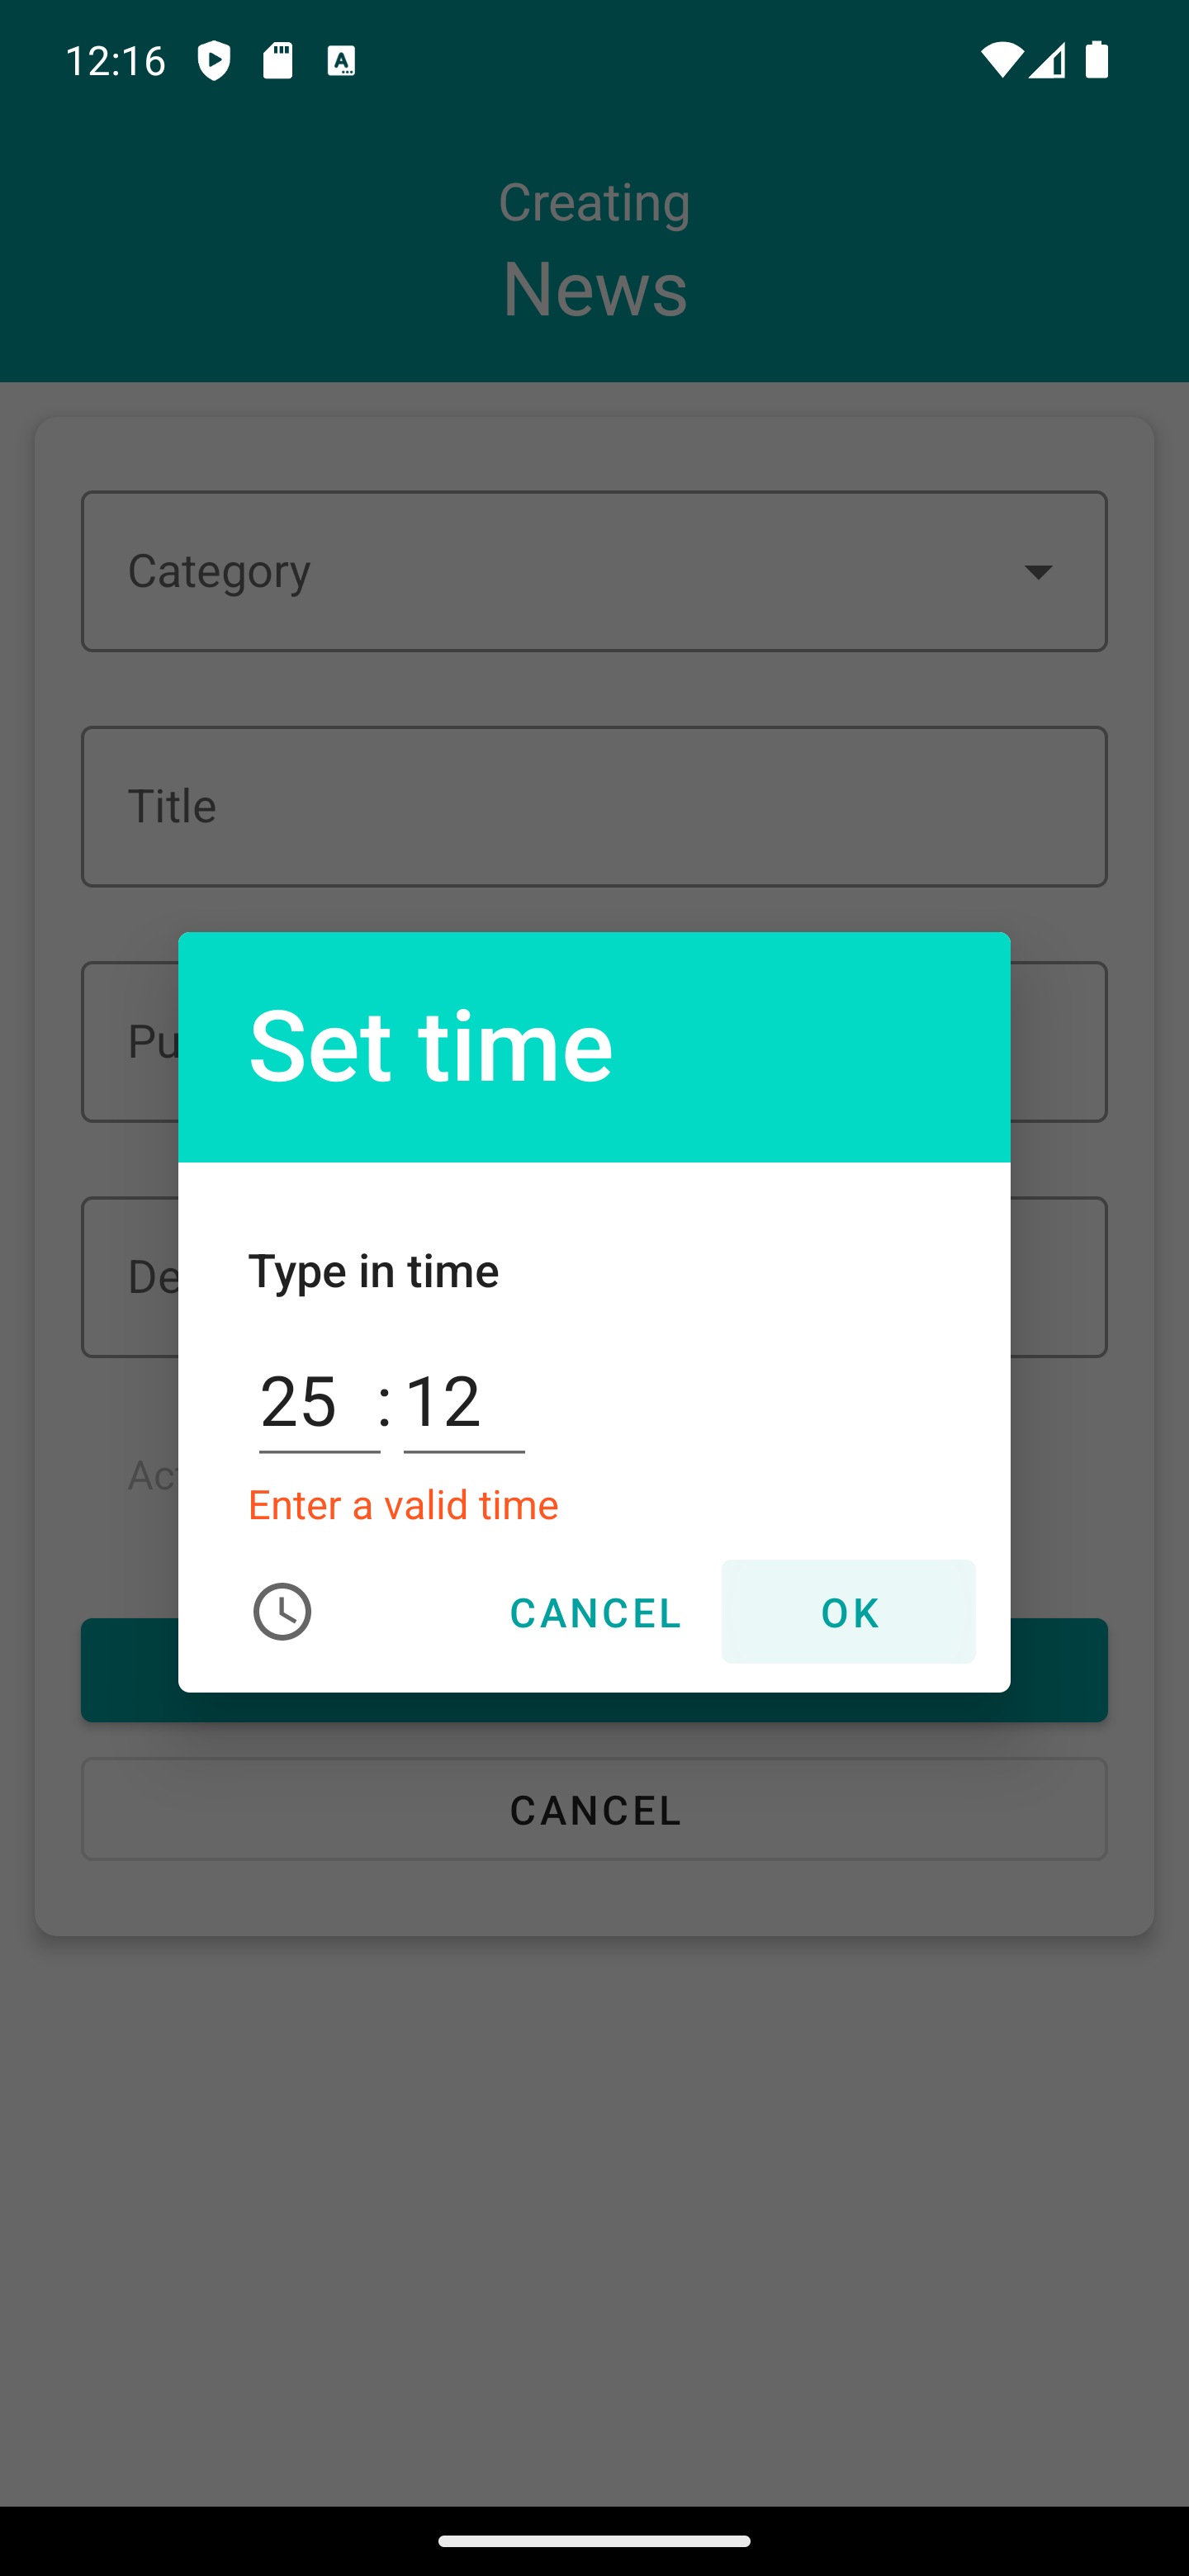 12:16
Creating
News
Category
Title
Pu
De
Set time
Type in time
25 : 12
Enter a valid time
Act
CANCEL
OK
CANCEL